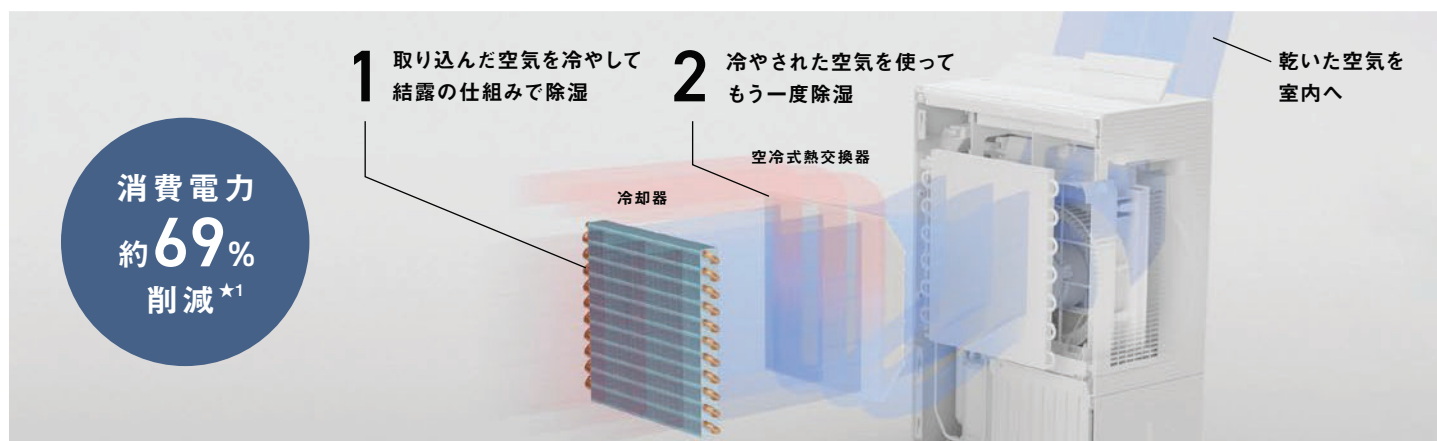 消費電力
約69%
削減★1
1
取り込んだ空気を冷やして
結露の仕組みで除湿
2
冷やされた空気を使って
もう一度除湿
冷却器
空冷式熱交換器
乾いた空気を
室内へ